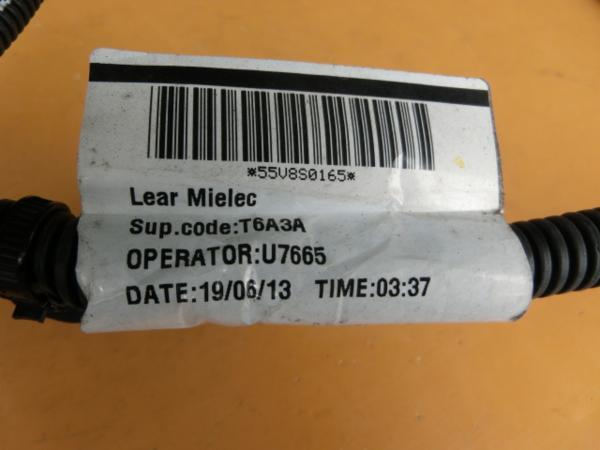 *55V8S0165*
Lear Mielec
Sup.code:T6A3A
OPERATOR:U7665
DATE:19/06/13 TIME:03:37